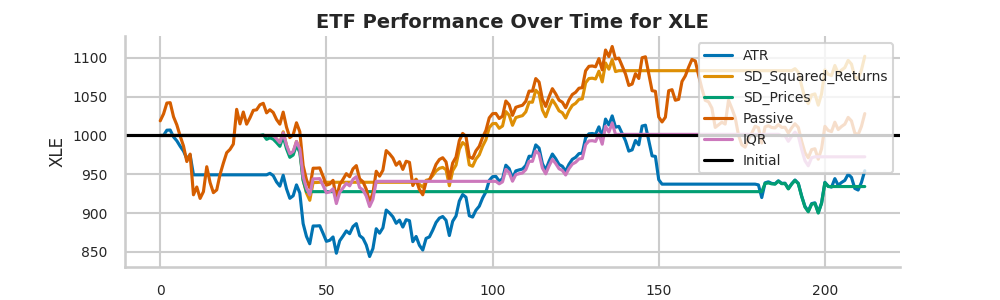 ETF Performance Over Time for XLE
XLE
1100
1050
1000
950
900
850
0
50
100
150
200
ATR
SD_Squared_Returns
SD_Prices
Passive
IQR
Initial